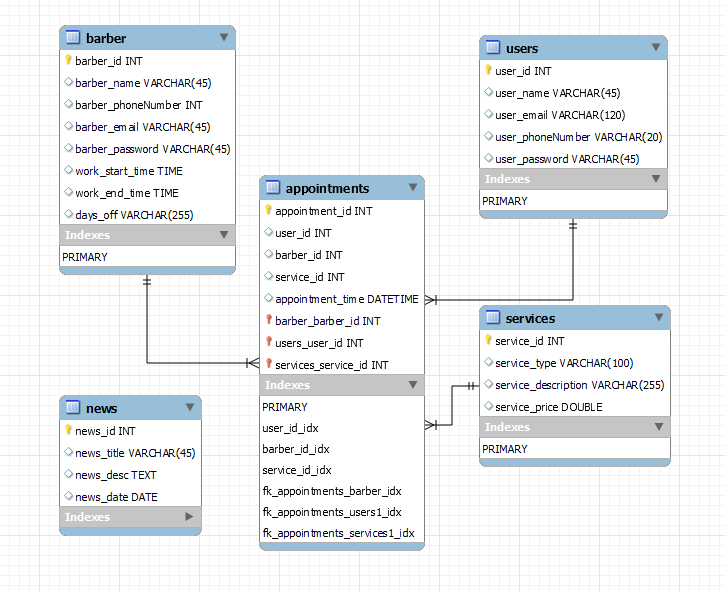 barber
barber_id INT
barber_name VARCHAR(45)
barber_phoneNumber INT
barber_email VARCHAR(45)
barber_password VARCHAR(45)
work_start_time TIME
work_end_time TIME
days_off VARCHAR(255)
Indexes
PRIMARY
users
user_id INT
user_name VARCHAR(45)
user_email VARCHAR(120)
user_phoneNumber VARCHAR(20)
user_password VARCHAR(45)
Indexes
PRIMARY
appointments
appointment_id INT
user_id INT
barber_id INT
service_id INT
appointment_time DATETIME
barber_barber_id INT
users_user_id INT
services_service_id INT
Indexes
PRIMARY
user_id_idx
barber_id_idx
service_id_idx
fk_appointments_barber_idx
fk_appointments_users1_idx
fk_appointments_services1_idx
services
service_id INT
service_type VARCHAR(100)
service_description VARCHAR(255)
service_price DOUBLE
Indexes
PRIMARY
news
news_id INT
news_title VARCHAR(45)
news_desc TEXT
news_date DATE
Indexes